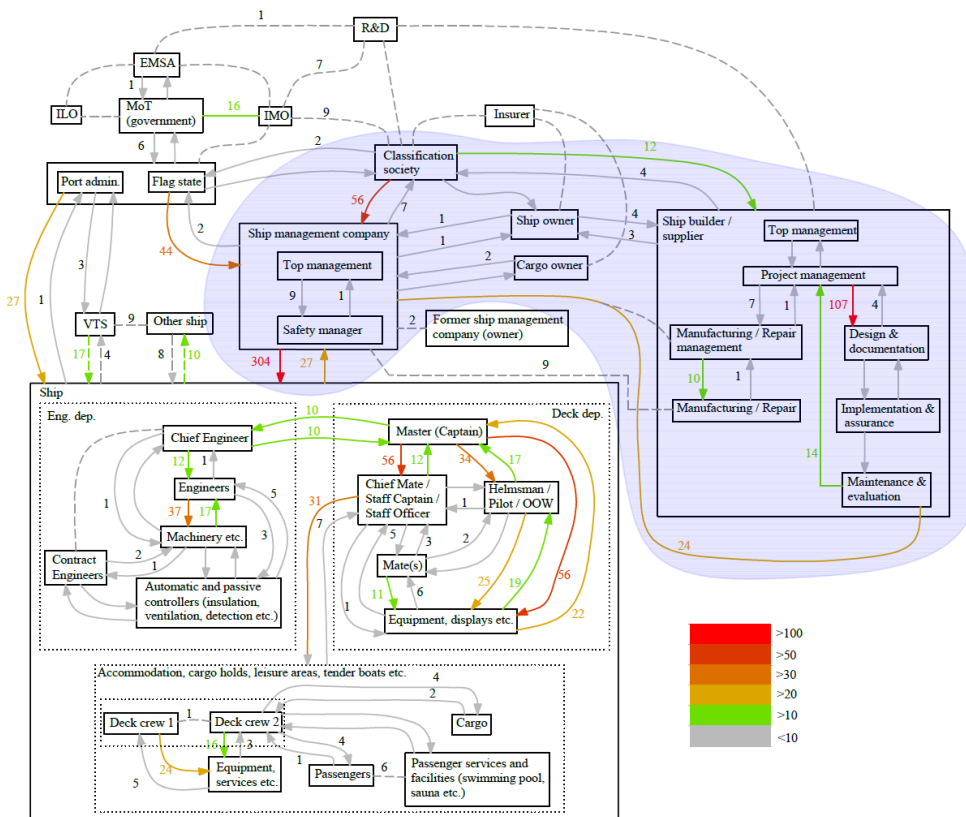 1
R&D
EMSA
7
1
ILO
MoT
(government)
16
IMO
9
Insurer
6
2
12
Classification
society
4
Port admin.
Flag state
56
7
2
Ship management company
1
Ship owner
4
3
Ship builder /
supplier
Top management
44
1
Top management
2
Cargo owner
Project management
3
9
1
7
1
107
4
27
1
VTS
9
Other ship
Safety manager
2
Former ship management
company (owner)
Manufacturing / Repair
management
Design &
documentation
17
4
8
10
304
27
9
10
1
Ship
Manufacturing / Repair
Implementation &
assurance
Eng. dep.
10
Deck dep.
Chief Engineer
10
Master (Captain)
14
12
1
56
12
34
17
Maintenance &
evaluation
Engineers
5
31
Chief Mate /
Staff Captain /
Staff Officer
Helmsman /
Pilot / OOW
1
1
37
17
7
3
Machinery etc.
5
3
2
24
Contract
Engineers
2
1
Mate(s)
56
Automatic and passive
controllers (insulation,
ventilation, detection etc.)
11
6
25
19
1
Equipment, displays etc.
22
>100
>50
Accommodation, cargo holds, leisure areas, tender boats etc.
>30
4
2
>20
Deck crew 1
1
Deck crew 2
Cargo
>10
16
3
4
<10
24
1
Passengers
6
Passenger services and
facilities (swimming pool,
sauna etc.)
5
Equipment,
services etc.